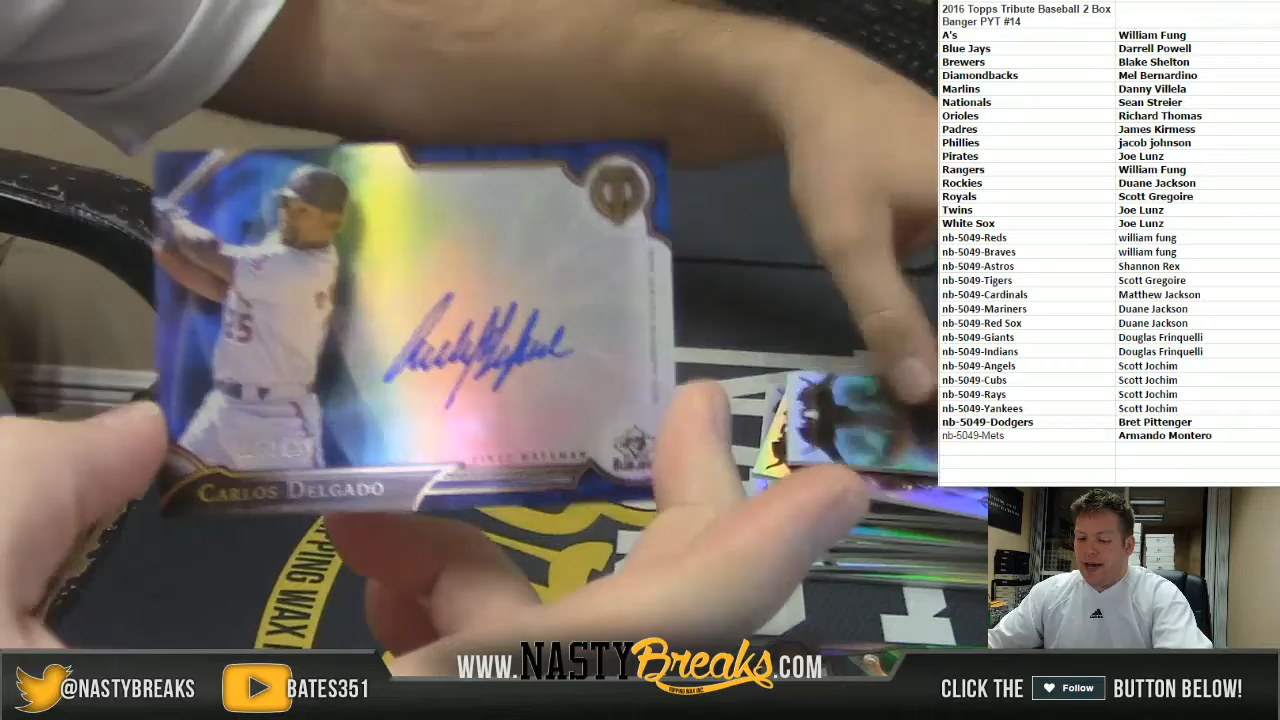 2016 Topps Tribute Baseball 2 Box
Banger PYT #14
A's William Fung
Blue Jays Darrell Powell
Brewers Blake Shelton
Diamondbacks Mel Bernardino
Marlins Danny Villela
Nationals Sean Streier
Orioles Richard Thomas
Padres James Kirmess
Phillies jacob johnson
Pirates Joe Lunz
Rangers William Fung
Rockies Duane Jackson
Royals Scott Gregoire
Twins Joe Lunz
White Sox Joe Lunz
nb-5049-Reds william fung
nb-5049-Braves william fung
nb-5049-Astros Shannon Rex
nb-5049-Tigers Scott Gregoire
nb-5049-Cardinals Matthew Jackson
nb-5049-Mariners Duane Jackson
nb-5049-Red Sox Duane Jackson
nb-5049-Giants Douglas Frinquelli
nb-5049-Indians Douglas Frinquelli
nb-5049-Angels Scott Jochim
nb-5049-Cubs Scott Jochim
nb-5049-Rays Scott Jochim
nb-5049-Yankees Scott Jochim
nb-5049-Dodgers Bret Pittenger
nb-5049-Mets Armando Montero
25
FIRST BASEMAN
CARLOS DELGADO
PPING WAX
WWW.NASTYBreaks.COM
RIPPING WAX INC.
@NASTYBREAKS
BATES351
CLICK THE Follow BUTTON BELOW!